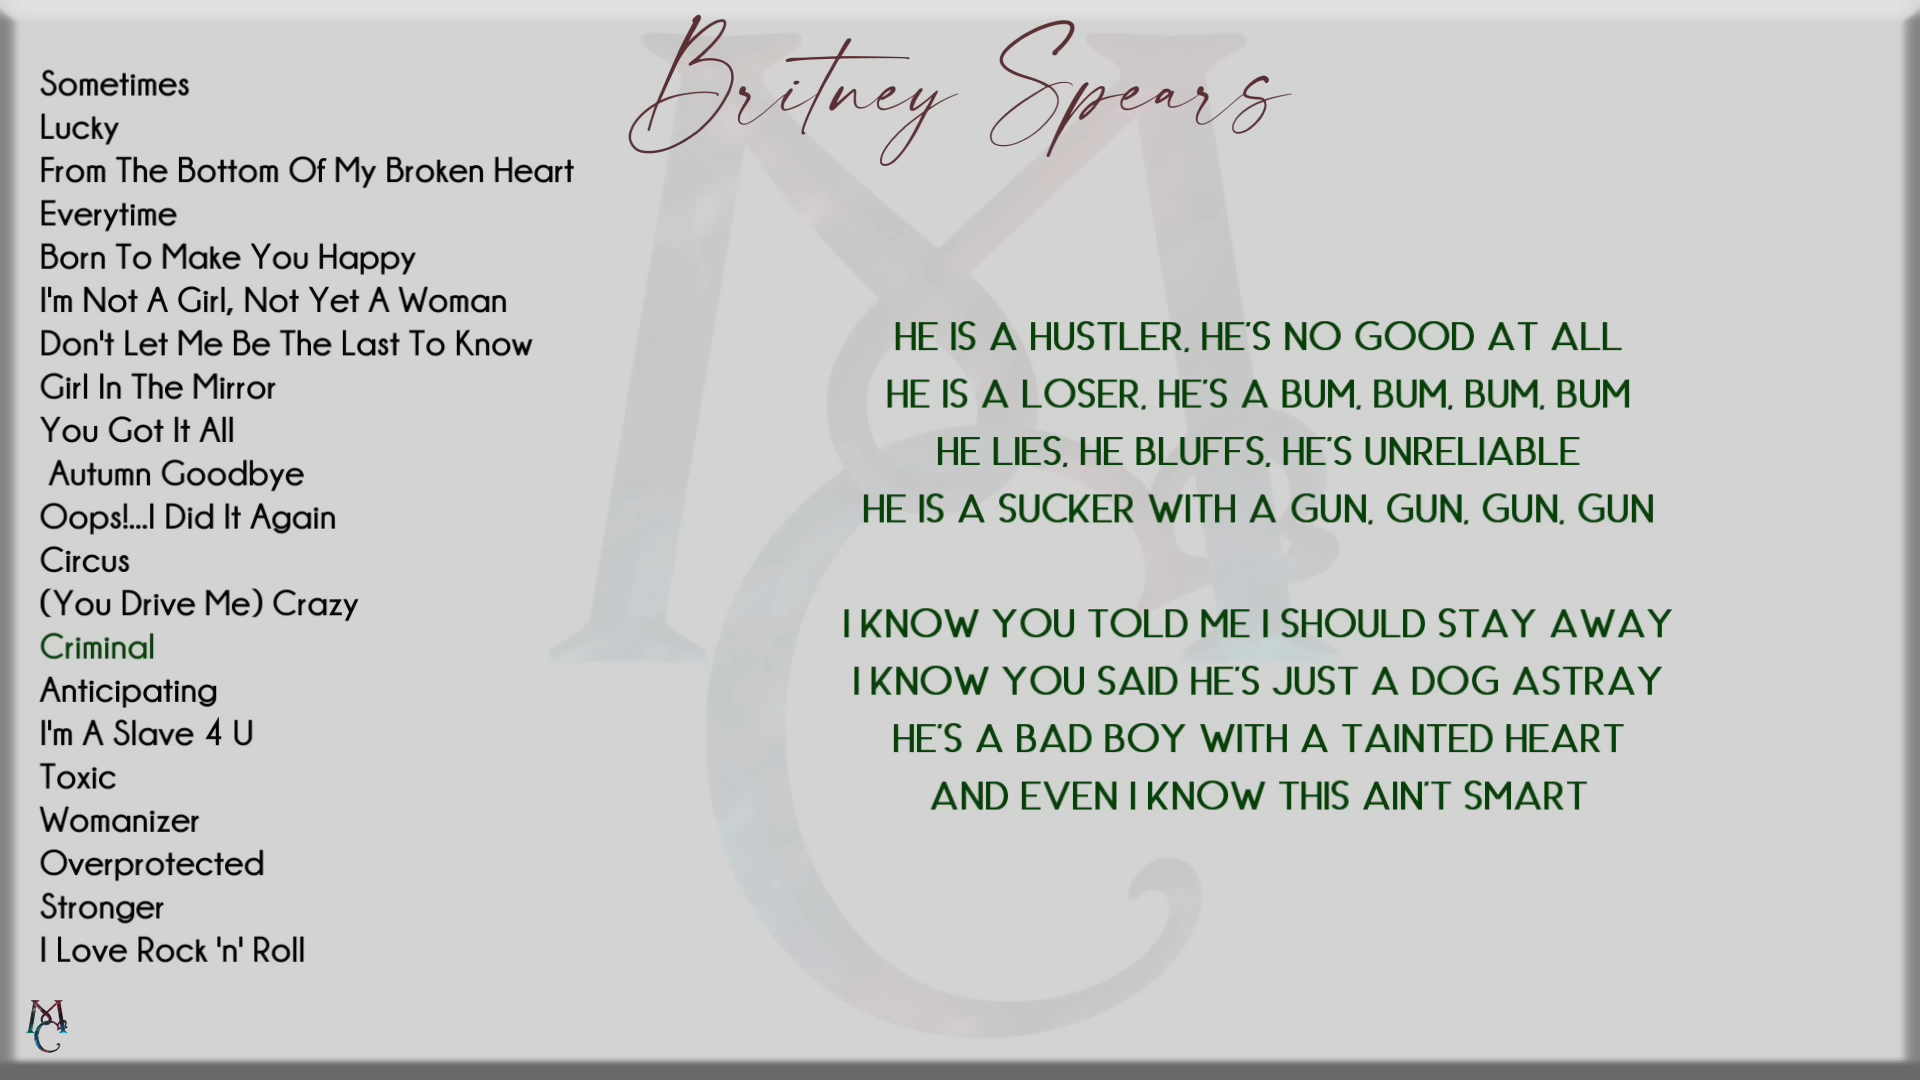 Britney Spears
Sometimes
Lucky
From The Bottom Of My Broken Heart
Everytime
Born To Make You Happy
I'm Not A Girl, Not Yet A Woman
Don't Let Me Be The Last To Know
Girl In The Mirror
You Got It All
Autumn Goodbye
Oops!...I Did It Again
Circus
(You Drive Me) Crazy
Criminal
Anticipating
I'm A Slave 4 U
Toxic
Womanizer
Overprotected
Stronger
I Love Rock 'n' Roll
HE IS A HUSTLER, HE'S NO GOOD AT ALL
HE IS A LOSER, HE'S A BUM, BUM, BUM, BUM
HE LIES, HE BLUFFS, HE'S UNRELIABLE
HE IS A SUCKER WITH A GUN, GUN, GUN, GUN
I KNOW YOU TOLD ME I SHOULD STAY AWAY
I KNOW YOU SAID HE'S JUST A DOG ASTRAY
HE'S A BAD BOY WITH A TAINTED HEART
AND EVEN I KNOW THIS AIN'T SMART
MC